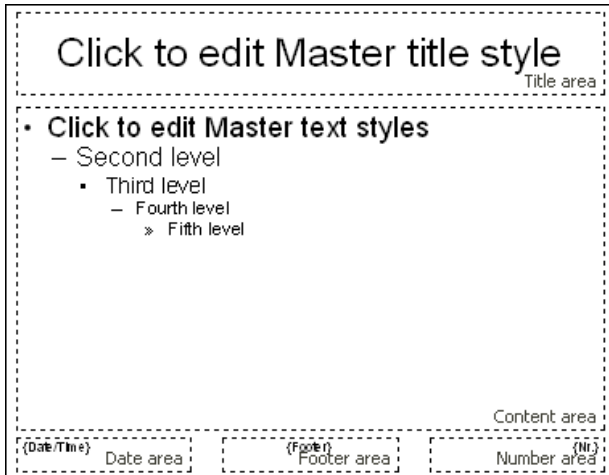 Click to edit Master title style
Title area
• Click to edit Master text styles
– Second level
▪ Third level
– Fourth level
» Fifth level
Content area
{Date/Time}
Date area
{Footer}
Footer area
{Nr.}
Number area